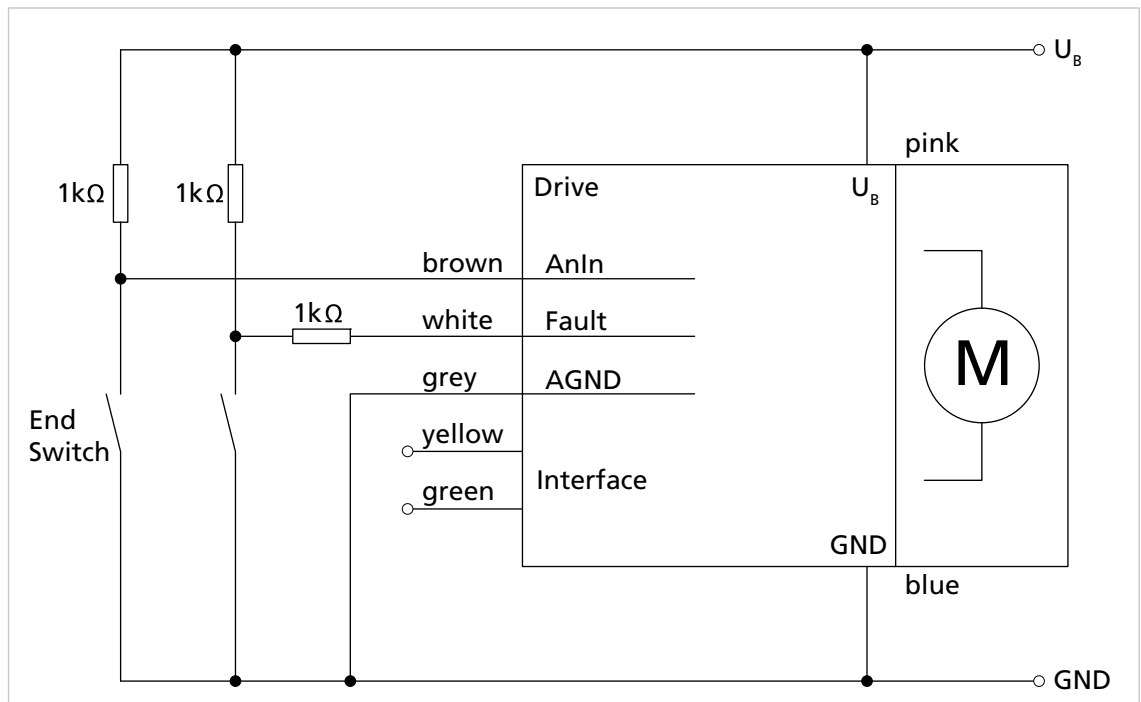 U_B
pink
1kΩ
1kΩ
Drive
U_B
brown
AnIn
1kΩ
white
Fault
M
grey
AGND
End
Switch
yellow
Interface
green
GND
blue
GND